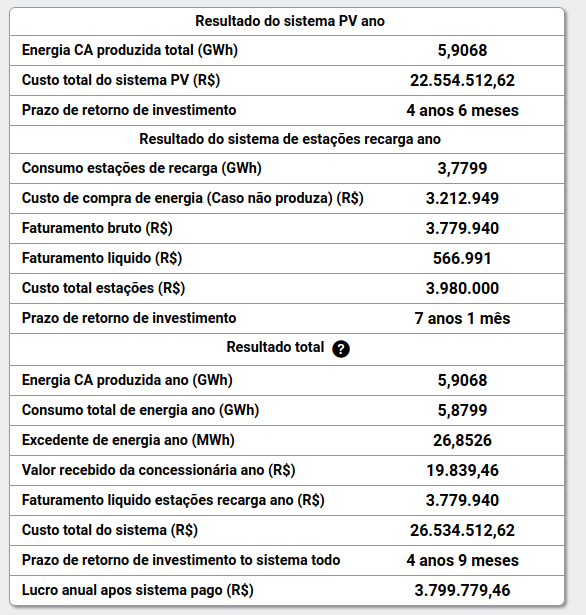 Resultado do sistema PV ano
Energia CA produzida total (GWh) 5,9068
Custo total do sistema PV (R$) 22.554.512,62
Prazo de retorno de investimento 4 anos 6 meses
Resultado do sistema de estações recarga ano
Consumo estações de recarga (GWh) 3,7799
Custo de compra de energia (Caso não produza) (R$) 3.212.949
Faturamento bruto (R$) 3.779.940
Faturamento liquido (R$) 566.991
Custo total estações (R$) 3.980.000
Prazo de retorno de investimento 7 anos 1 mês
Resultado total ?
Energia CA produzida ano (GWh) 5,9068
Consumo total de energia ano (GWh) 5,8799
Excedente de energia ano (MWh) 26,8526
Valor recebido da concessionária ano (R$) 19.839,46
Faturamento liquido estações recarga ano (R$) 3.779.940
Custo total do sistema (R$) 26.534.512,62
Prazo de retorno de investimento to sistema todo 4 anos 9 meses
Lucro anual apos sistema pago (R$) 3.799.779,46